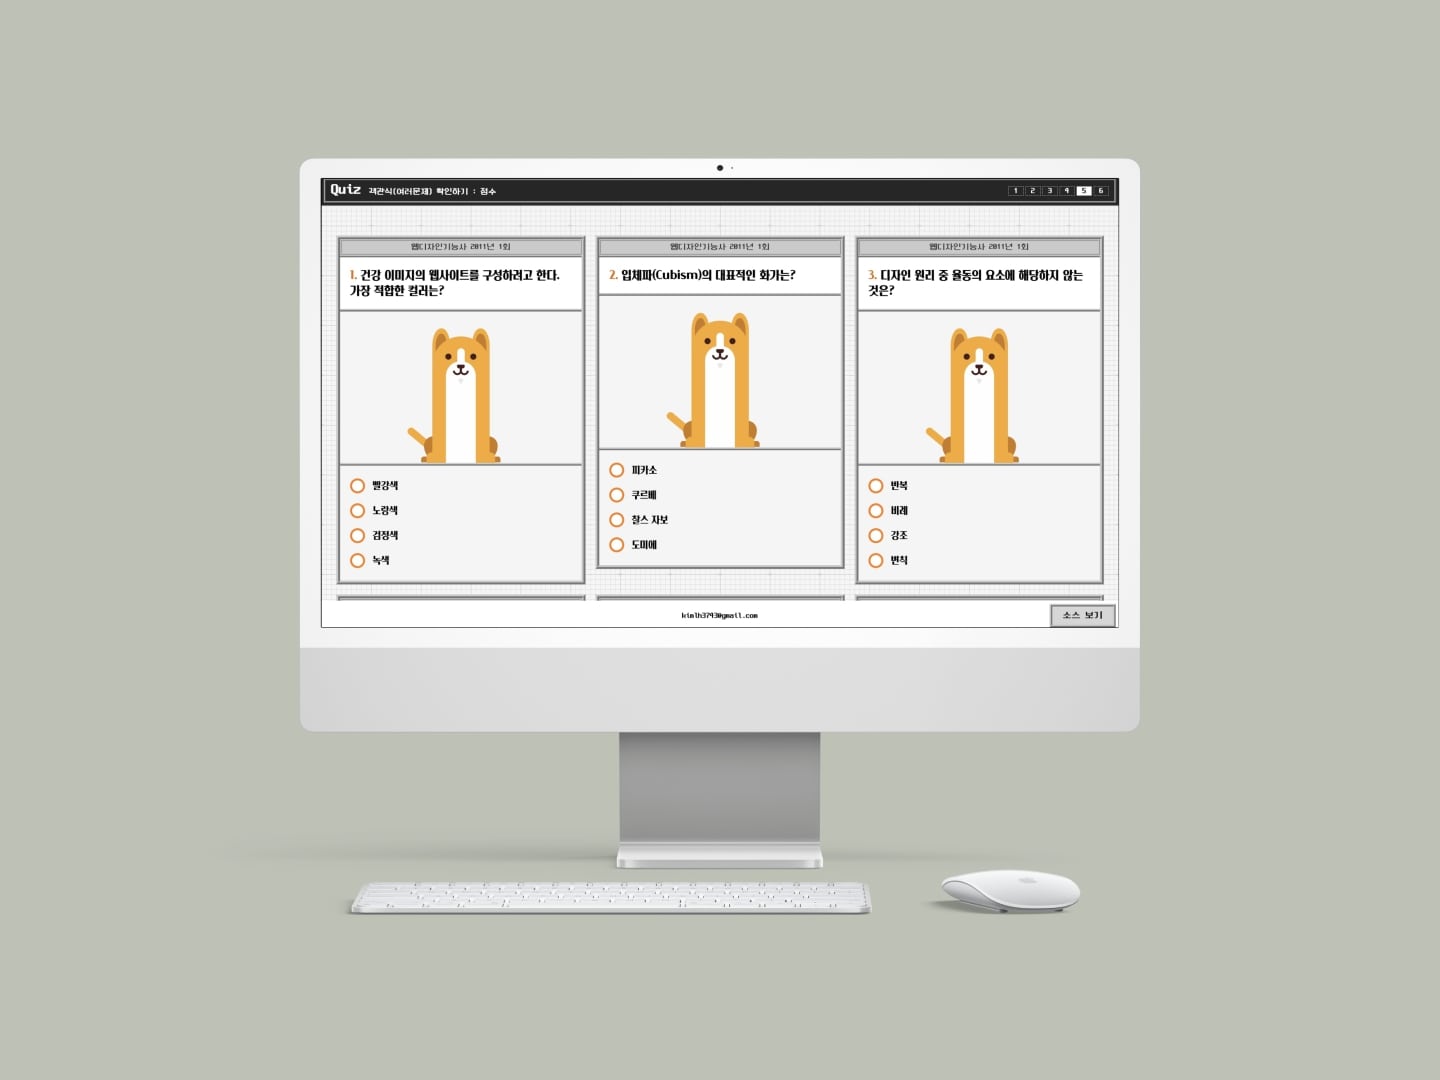 Quiz 객관식(여러문제) 확인하기 : 점수
1 2 3 4 5 6
웹디자인기능사 2011년 1회
1. 건강 이미지의 웹사이트를 구성하려고 한다.
가장 적합한 컬러는?
빨강색
노랑색
검정색
녹색
웹디자인기능사 2011년 1회
2. 입체파(Cubism)의 대표적인 화가는?
피카소
쿠르베
찰스 자보
도미에
웹디자인기능사 2011년 1회
3. 디자인 원리 중 율동의 요소에 해당하지 않는
것은?
반복
비례
강조
변칙
kimlh3793@gmail.com
소스 보기